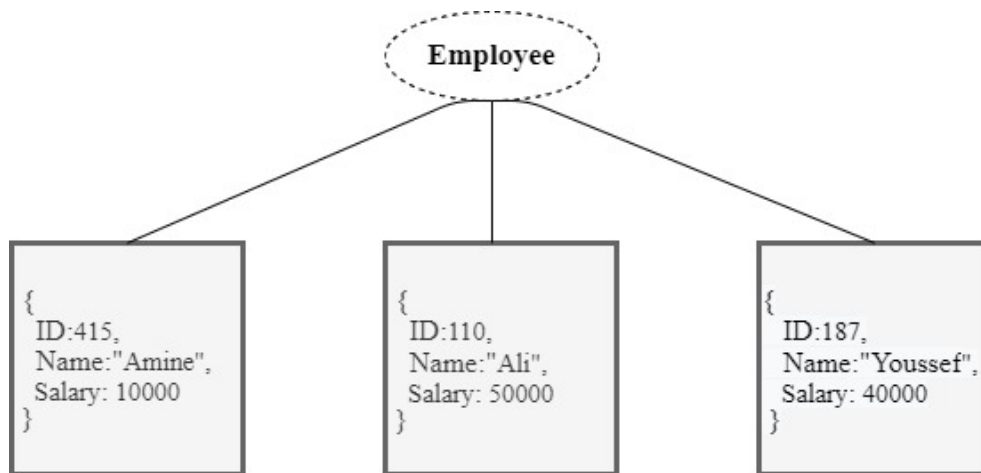 Employee
{
ID:415,
Name:"Amine",
Salary: 10000
}
{
ID:110,
Name:"Ali",
Salary: 50000
}
{
ID:187,
Name:"Youssef",
Salary: 40000
}